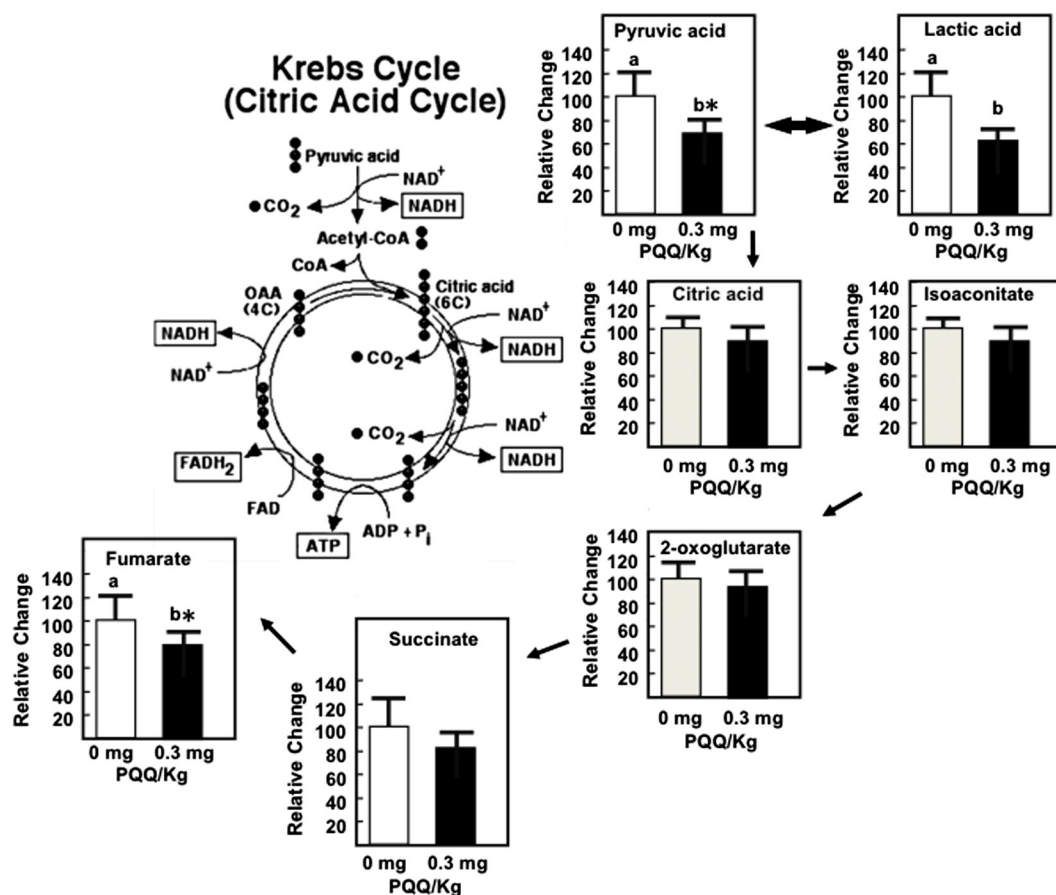 Krebs Cycle
(Citric Acid Cycle)
Pyruvic acid
NAD+
CO2
NADH
Acetyl-CoA
CoA
OAA
(4C)
Citric acid
(6C)
NAD+
NADH
CO2
NADH
NAD+
CO2
NAD+
NADH
FADH2
FAD
ATP
ADP + Pi
Pyruvic acid
Relative Change
140
120
100
80
60
40
20
a
b*
0 mg
0.3 mg
PQQ/Kg
Lactic acid
Relative Change
140
120
100
80
60
40
20
a
b
0 mg
0.3 mg
PQQ/Kg
Citric acid
Relative Change
140
120
100
80
60
40
20
0 mg
0.3 mg
PQQ/Kg
Isoaconitate
Relative Change
140
120
100
80
60
40
20
0 mg
0.3 mg
PQQ/Kg
2-oxoglutarate
Relative Change
140
120
100
80
60
40
20
0 mg
0.3 mg
PQQ/Kg
Succinate
Relative Change
140
120
100
80
60
40
20
0 mg
0.3 mg
PQQ/Kg
Fumarate
Relative Change
140
120
100
80
60
40
20
a
b*
0 mg
0.3 mg
PQQ/Kg